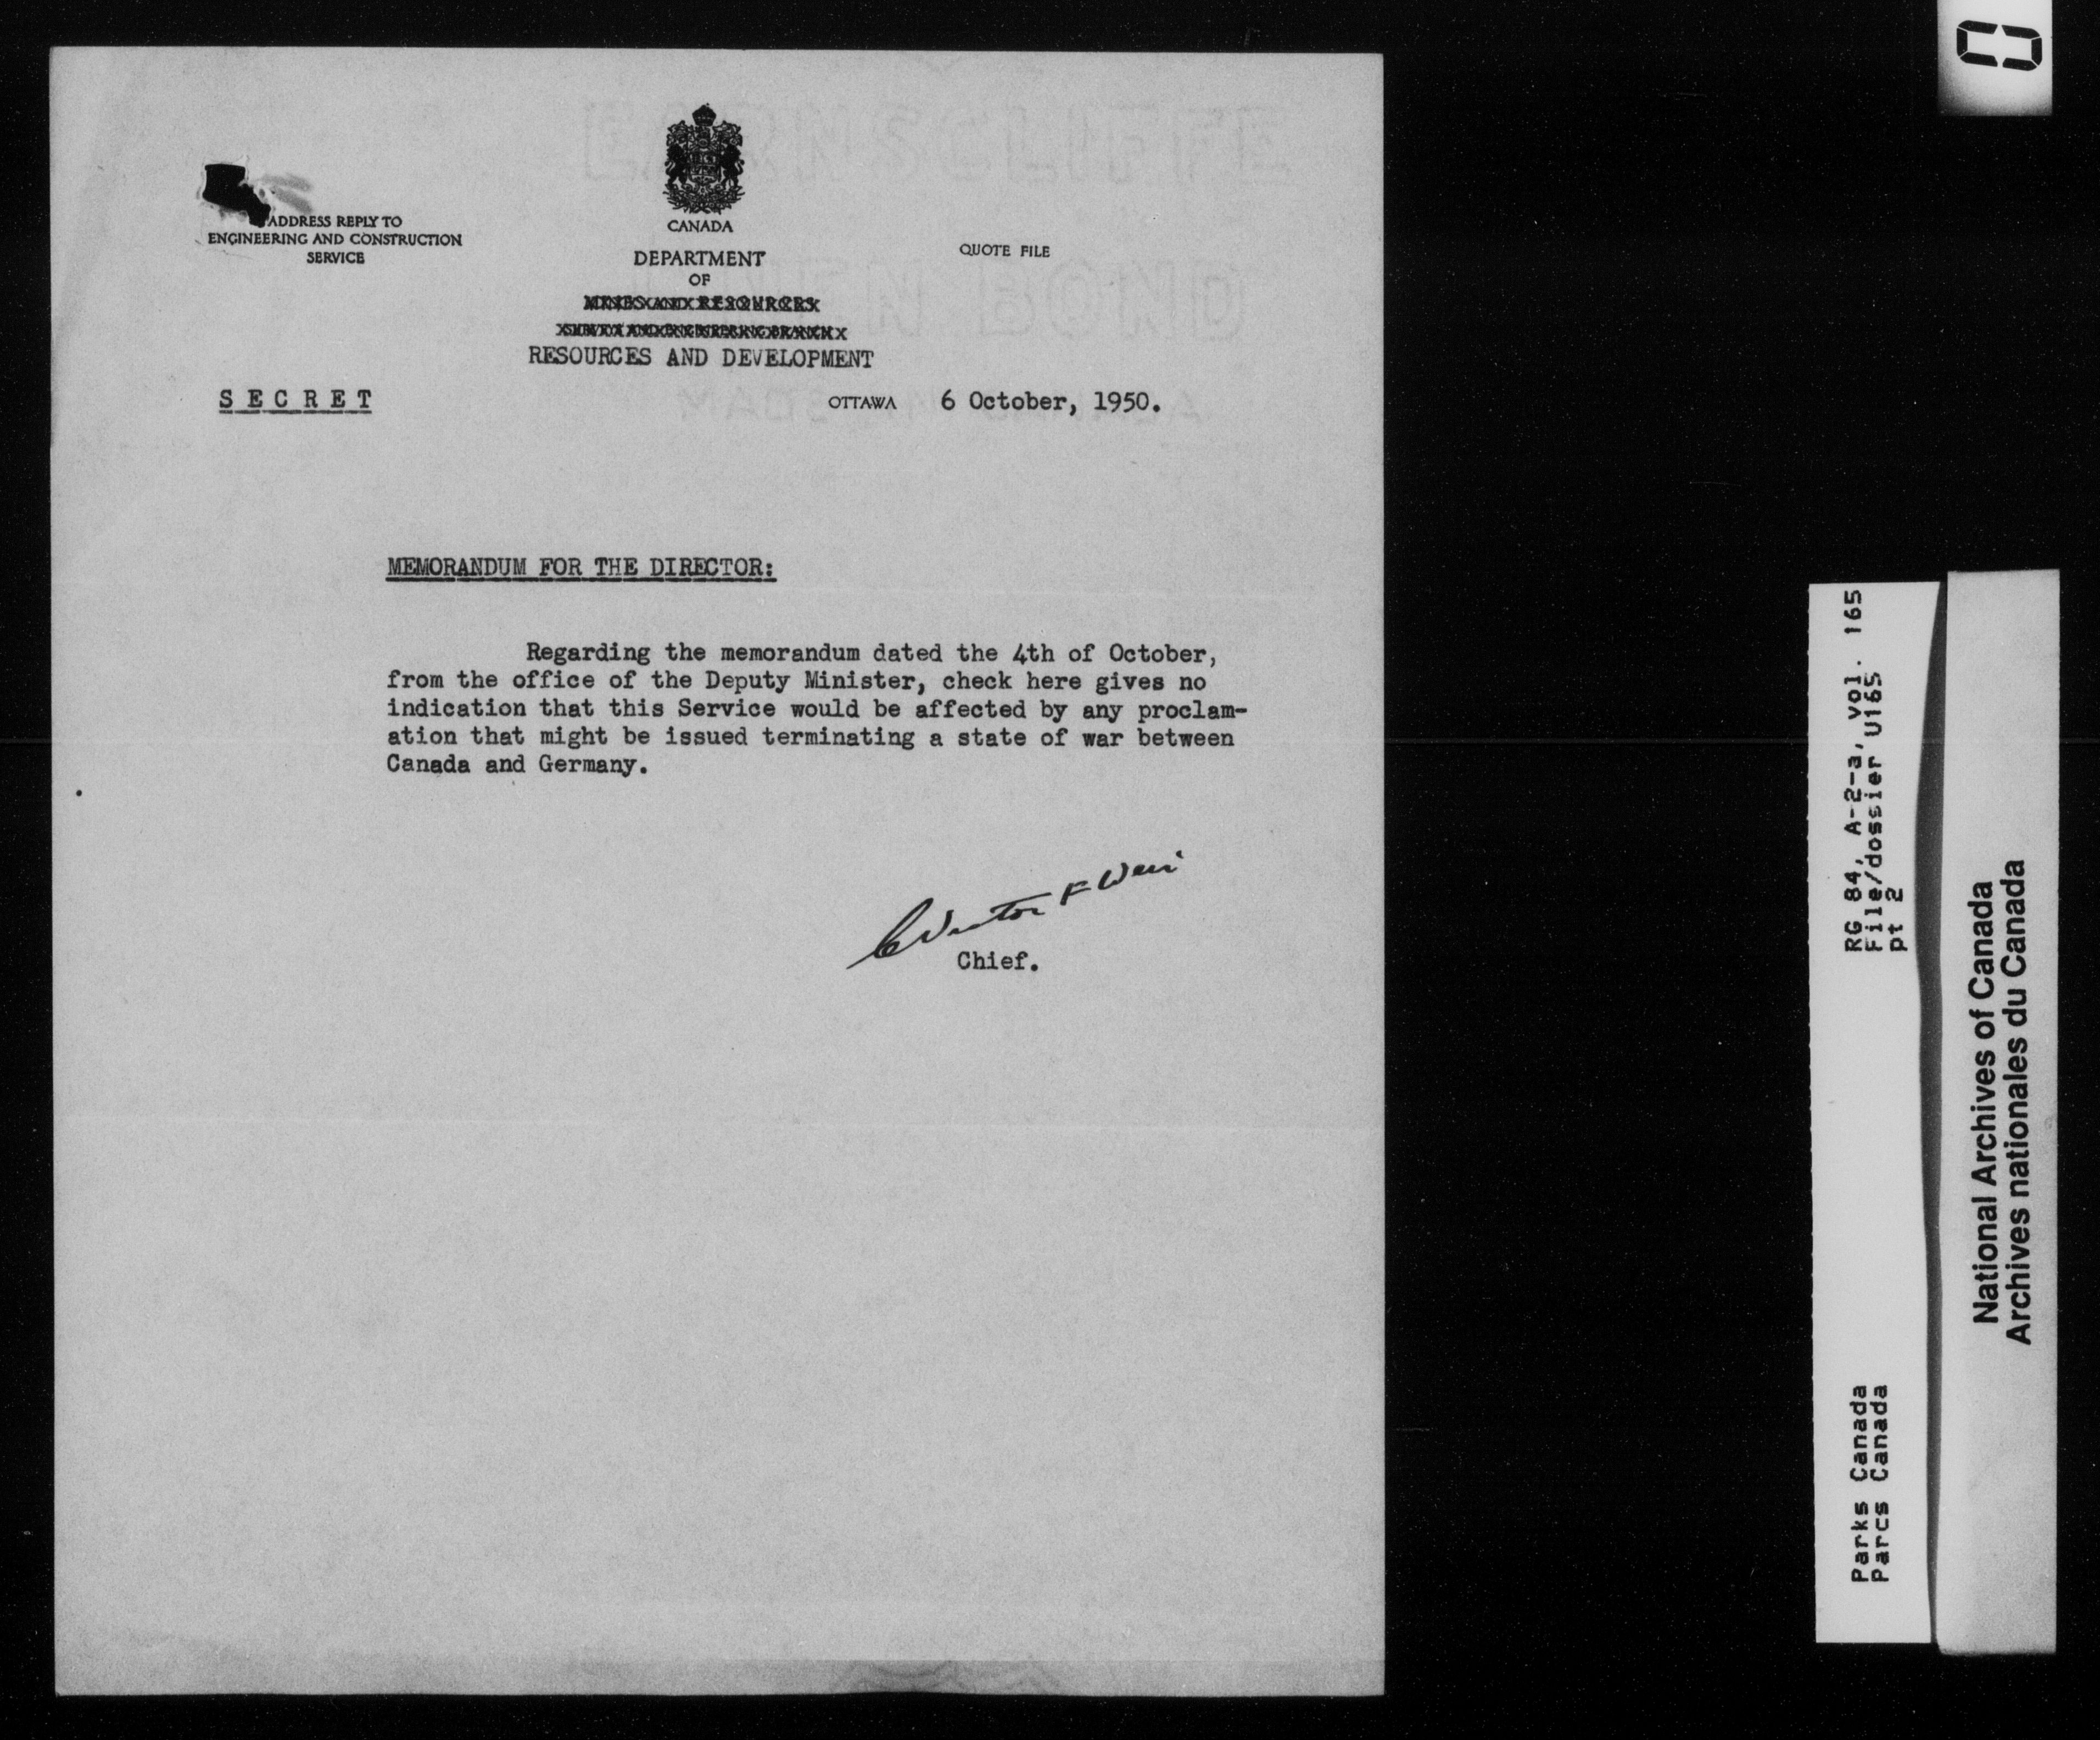 ADDRESS REPLY TO
ENGINEERING AND CONSTRUCTION
SERVICE
CANADA
DEPARTMENT
OF
MINES AND RESOURCES
RESOURCES AND DEVELOPMENT
QUOTE FILE
SECRET
OTTAWA 6 October, 1950.
MEMORANDUM FOR THE DIRECTOR:
Regarding the memorandum dated the 4th of October,
from the office of the Deputy Minister, check here gives no
indication that this Service would be affected by any proclam-
ation that might be issued terminating a state of war between
Canada and Germany.
Chief.
RG 84, A-2-a, vol. 165
File/dossier U165
pt 2
Parks Canada
Parcs Canada
National Archives of Canada
Archives nationales du Canada